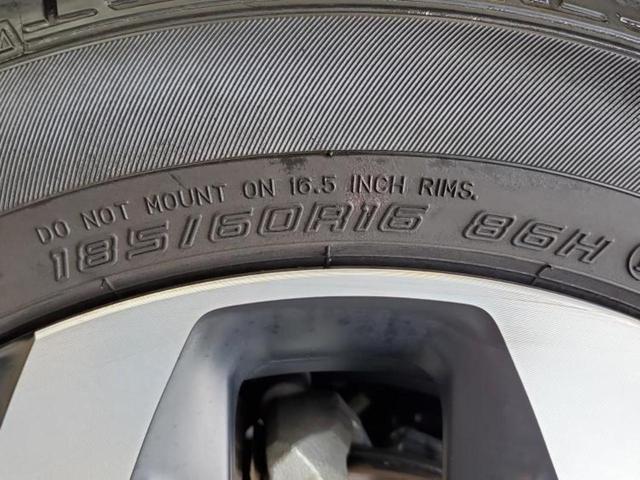 DO NOT MOUNT ON 16.5 INCH RIMS.
185/60R16 86H